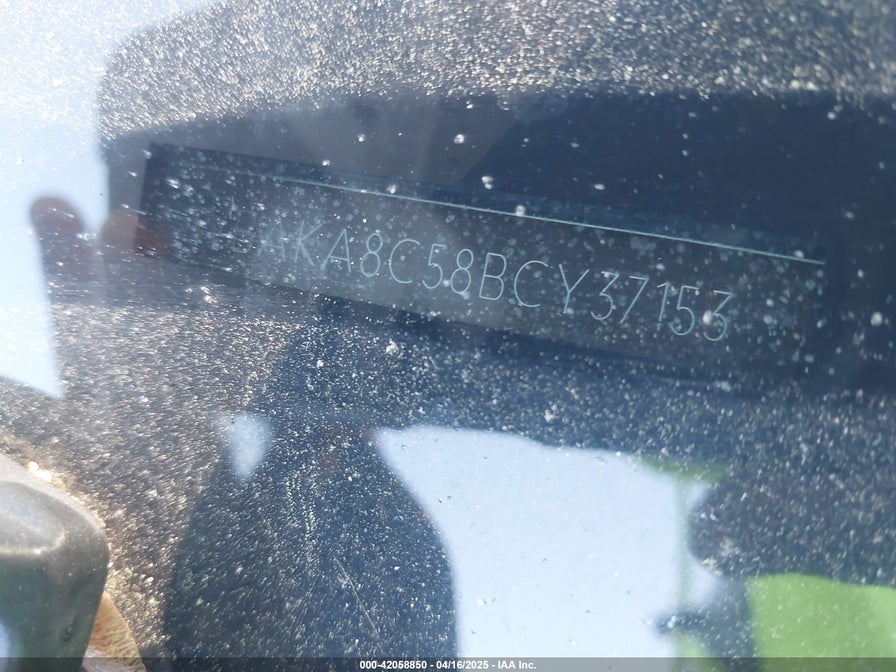 AKA8C58BCY37153
000-42058850 - 04/16/2025 - IAA Inc.